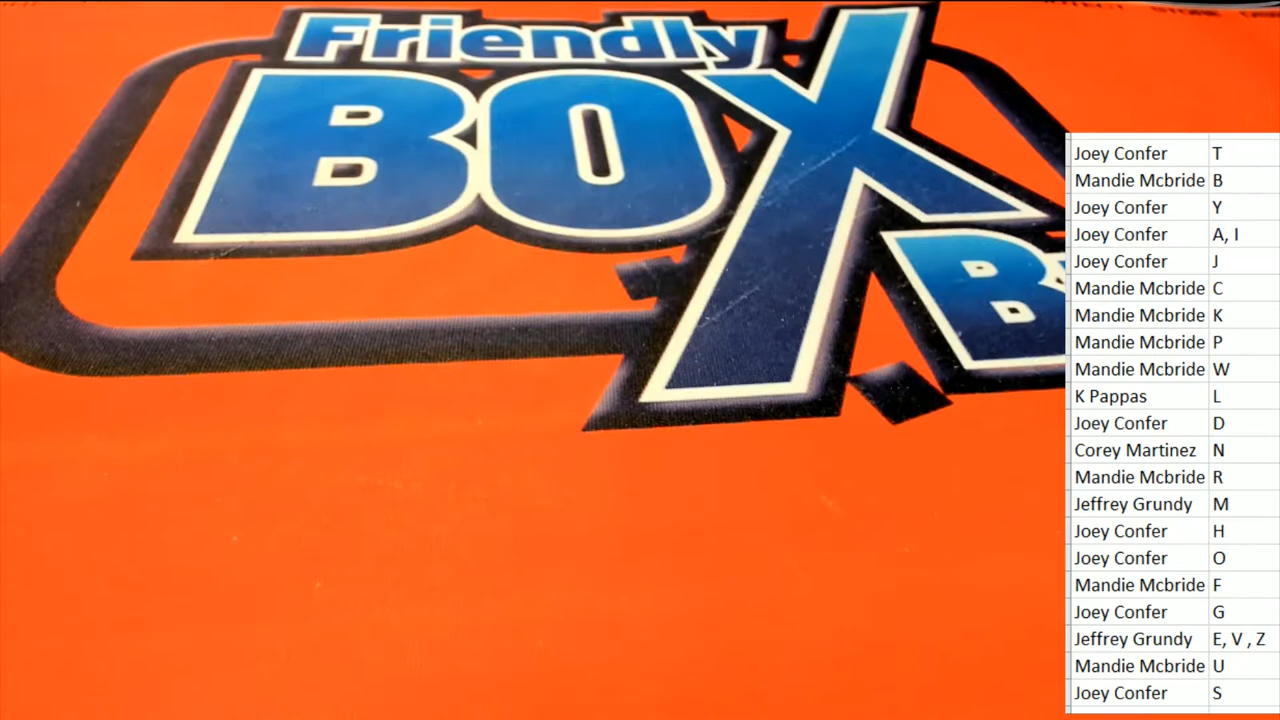 Friendly
BOX
Joey Confer T
Mandie Mcbride B
Joey Confer Y
Joey Confer A, I
Joey Confer J
Mandie Mcbride C
Mandie Mcbride K
Mandie Mcbride P
Mandie Mcbride W
K Pappas L
Joey Confer D
Corey Martinez N
Mandie Mcbride R
Jeffrey Grundy M
Joey Confer H
Joey Confer O
Mandie Mcbride F
Joey Confer G
Jeffrey Grundy E, V , Z
Mandie Mcbride U
Joey Confer S